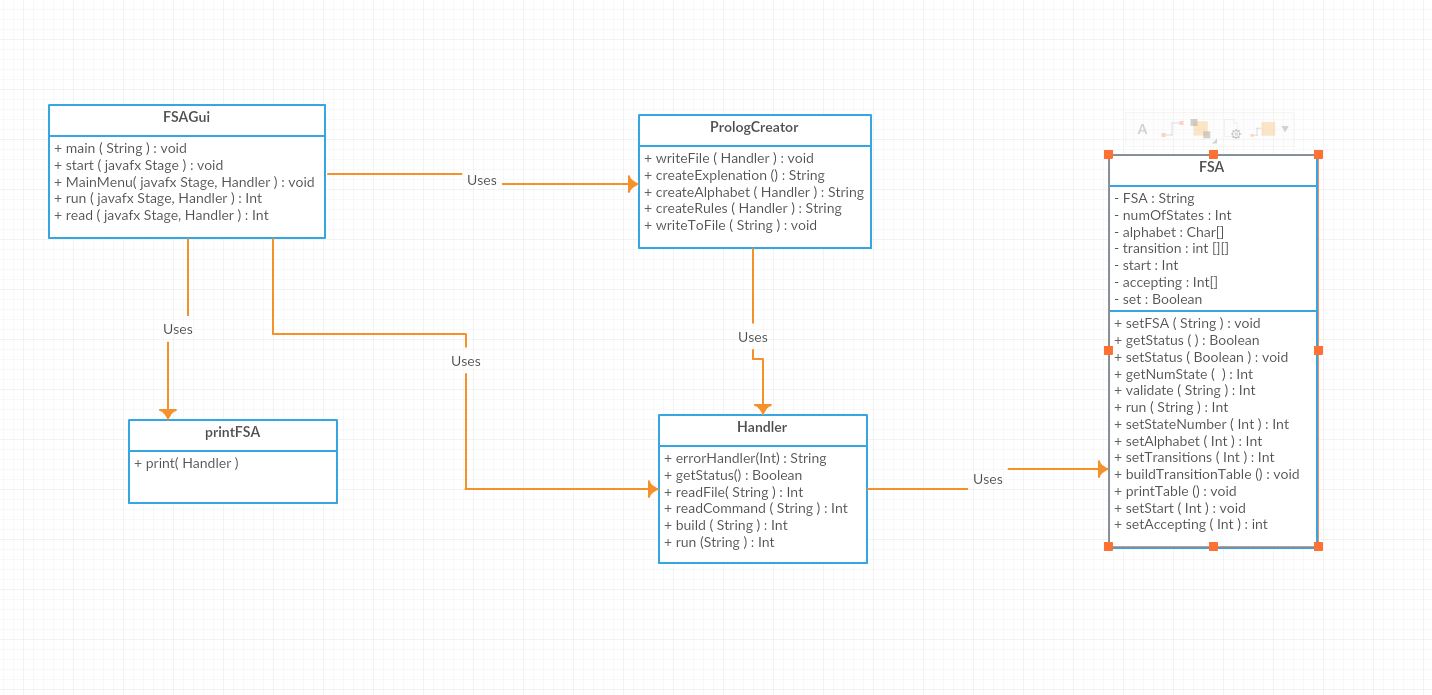 FSAGui
+ main ( String ) : void
+ start ( javafx Stage ) : void
+ MainMenu( javafx Stage, Handler ) : void
+ run ( javafx Stage, Handler ) : Int
+ read ( javafx Stage, Handler ) : Int
Uses
PrologCreator
+ writeFile ( Handler ) : void
+ createExplenation () : String
+ createAlphabet ( Handler ) : String
+ createRules ( Handler ) : String
+ writeToFile ( String ) : void
A
FSA
- FSA : String
- numOfStates : Int
- alphabet : Char[]
- transition : int [][]
- start : Int
- accepting : Int[]
- set : Boolean
+ setFSA ( String ) : void
+ getStatus ( ) : Boolean
+ setStatus ( Boolean ) : void
+ getNumState ( ) : Int
+ validate ( String ) : Int
+ run ( String ) : Int
+ setStateNumber ( Int ) : Int
+ setAlphabet ( Int ) : Int
+ setTransitions ( Int ) : Int
+ buildTransitionTable () : void
+ printTable () : void
+ setStart ( Int ) : void
+ setAccepting ( Int ) : int
Uses
Uses
Uses
printFSA
+ print( Handler )
Handler
+ errorHandler(Int) : String
+ getStatus() : Boolean
+ readFile( String ) : Int
+ readCommand ( String ) : Int
+ build ( String ) : Int
+ run (String ) : Int
Uses